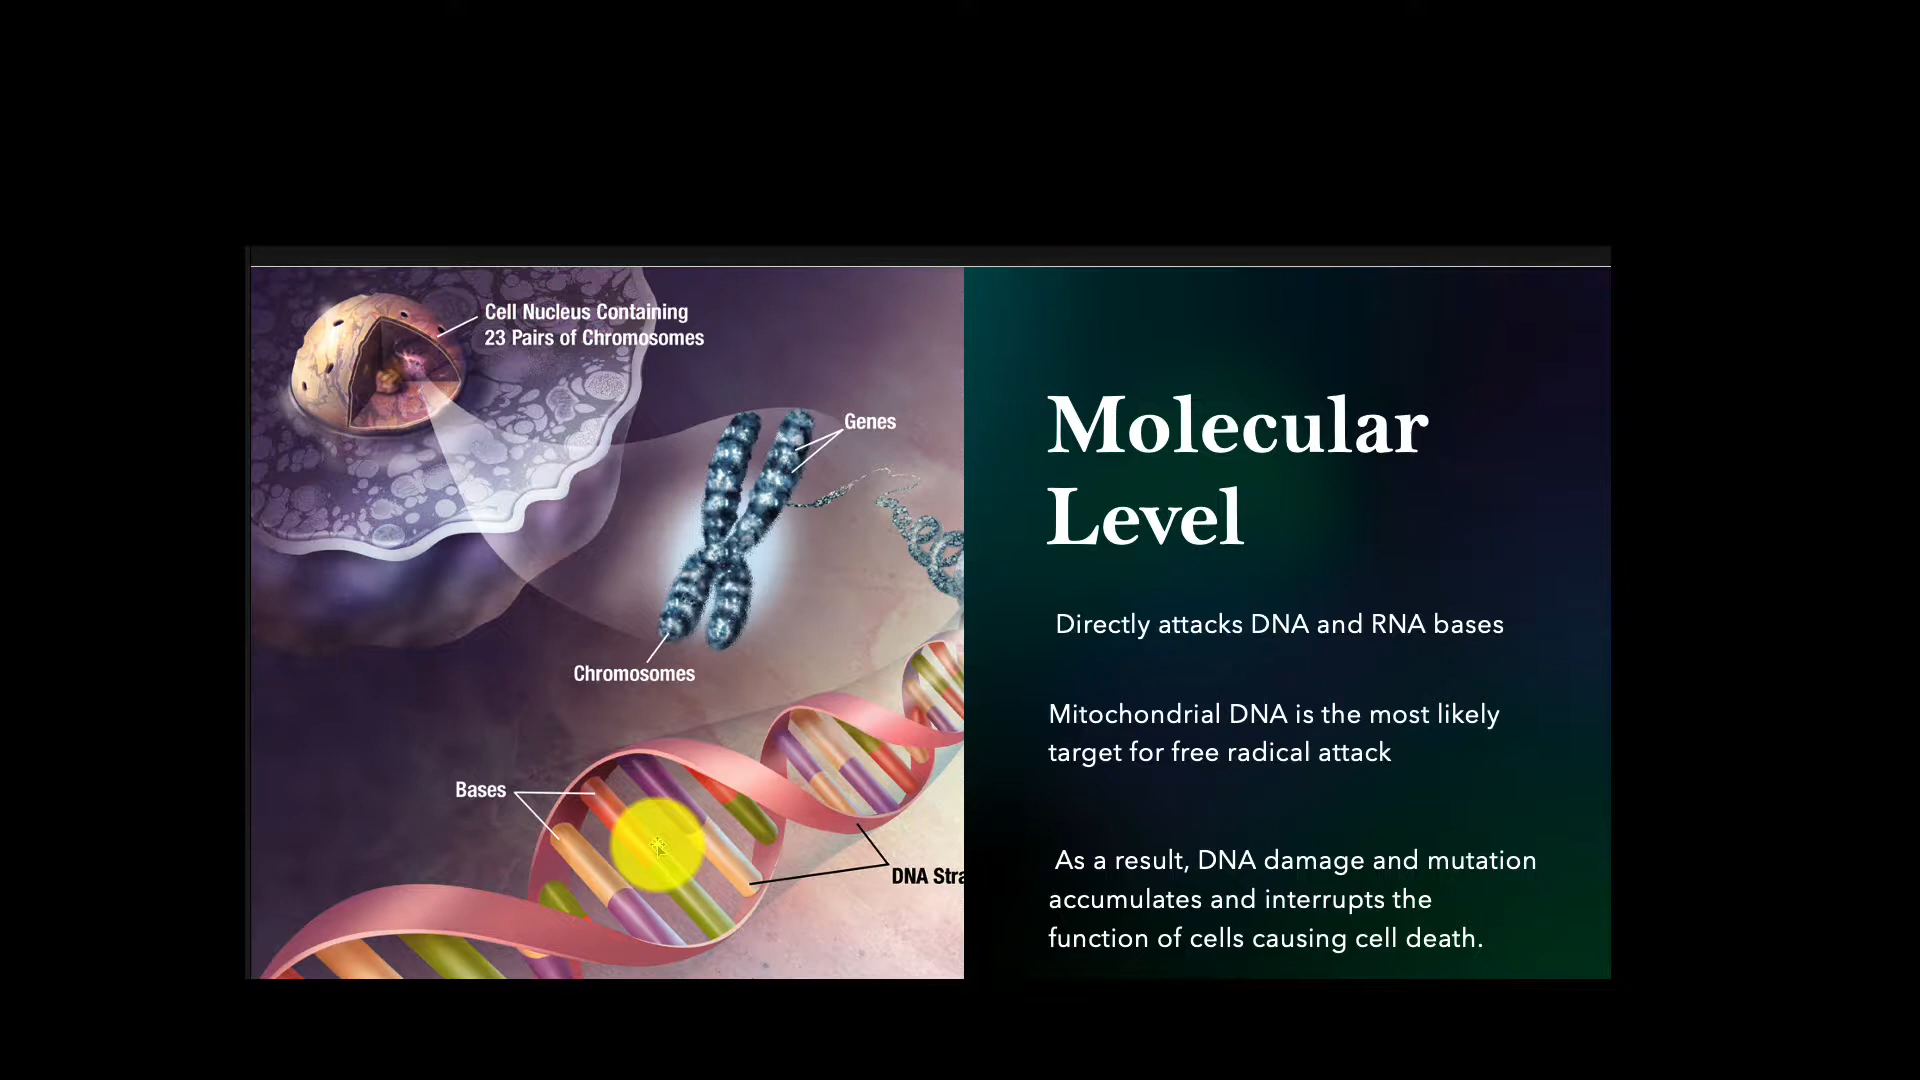 Cell Nucleus Containing
23 Pairs of Chromosomes
Genes
Chromosomes
Bases
DNA Stra
Molecular
Level
Directly attacks DNA and RNA bases
Mitochondrial DNA is the most likely
target for free radical attack
As a result, DNA damage and mutation
accumulates and interrupts the
function of cells causing cell death.